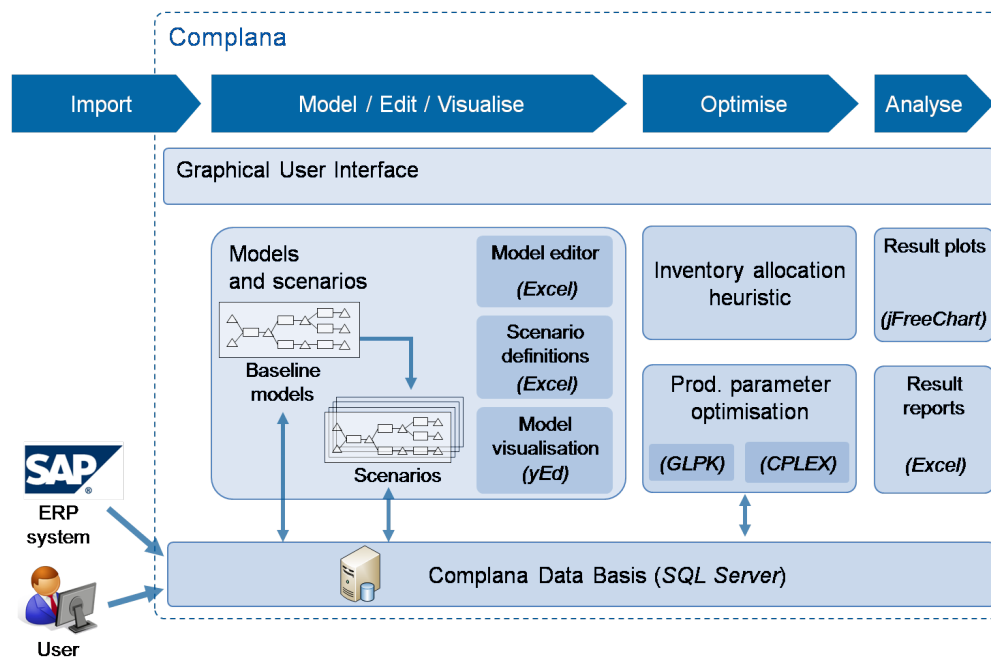 Complana
Import
Model / Edit / Visualise
Optimise
Analyse
Graphical User Interface
Models
and scenarios
Baseline
models
Scenarios
Model editor
(Excel)
Scenario
definitions
(Excel)
Model
visualisation
(yEd)
Inventory allocation
heuristic
Prod. parameter
optimisation
(GLPK)
(CPLEX)
Result plots
(jFreeChart)
Result
reports
(Excel)
SAP®
ERP
system
User
Complana Data Basis (SQL Server)